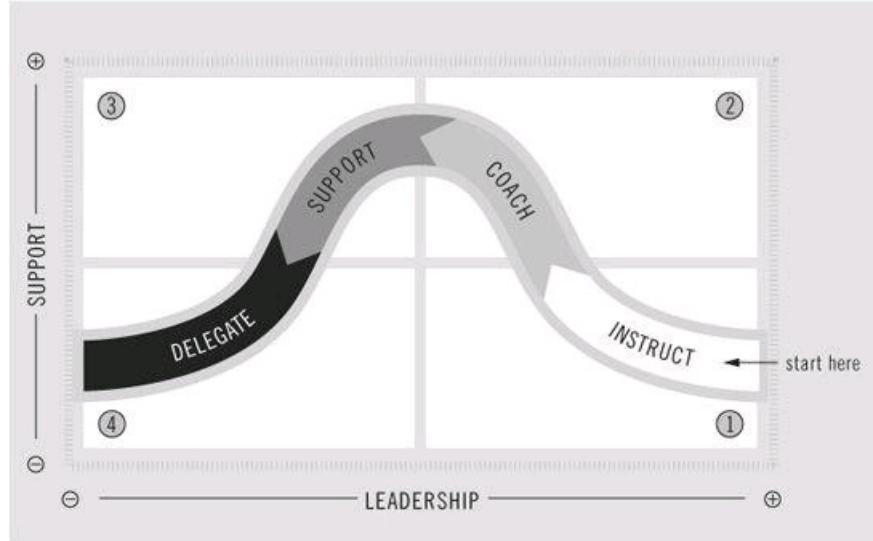 ⊕
3
2
SUPPORT
COACH
SUPPORT
DELEGATE
INSTRUCT
start here
4
1
⊖
⊖
LEADERSHIP
⊕